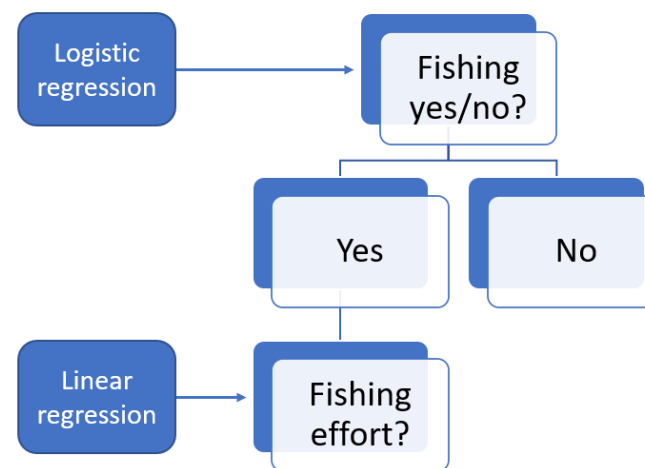 Logistic
regression
Fishing
yes/no?
Yes
No
Linear
regression
Fishing
effort?